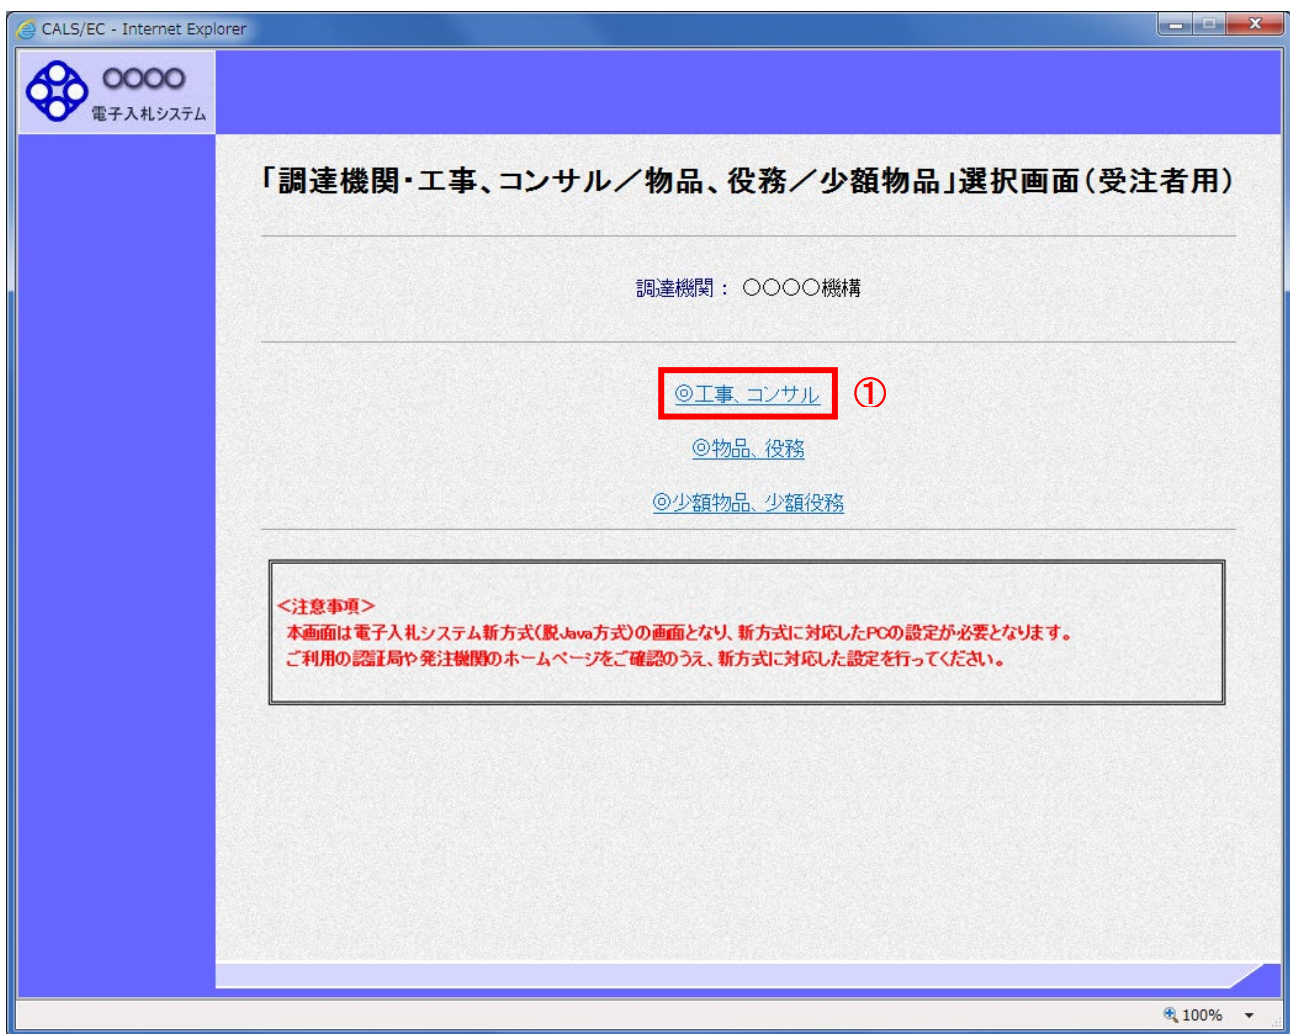 CALS/EC - Internet Explorer
○○○○
電子入札システム
「調達機関・工事、コンサル／物品、役務／少額物品」選択画面（受注者用）
調達機関： ○○○○機構
◎工事、コンサル ①
◎物品、役務
◎少額物品、少額役務
＜注意事項＞
本画面は電子入札システム新方式(脱Java方式)の画面となり、新方式に対応したPCの設定が必要となります。
ご利用の認証局や発注機関のホームページをご確認のうえ、新方式に対応した設定を行ってください。
100%